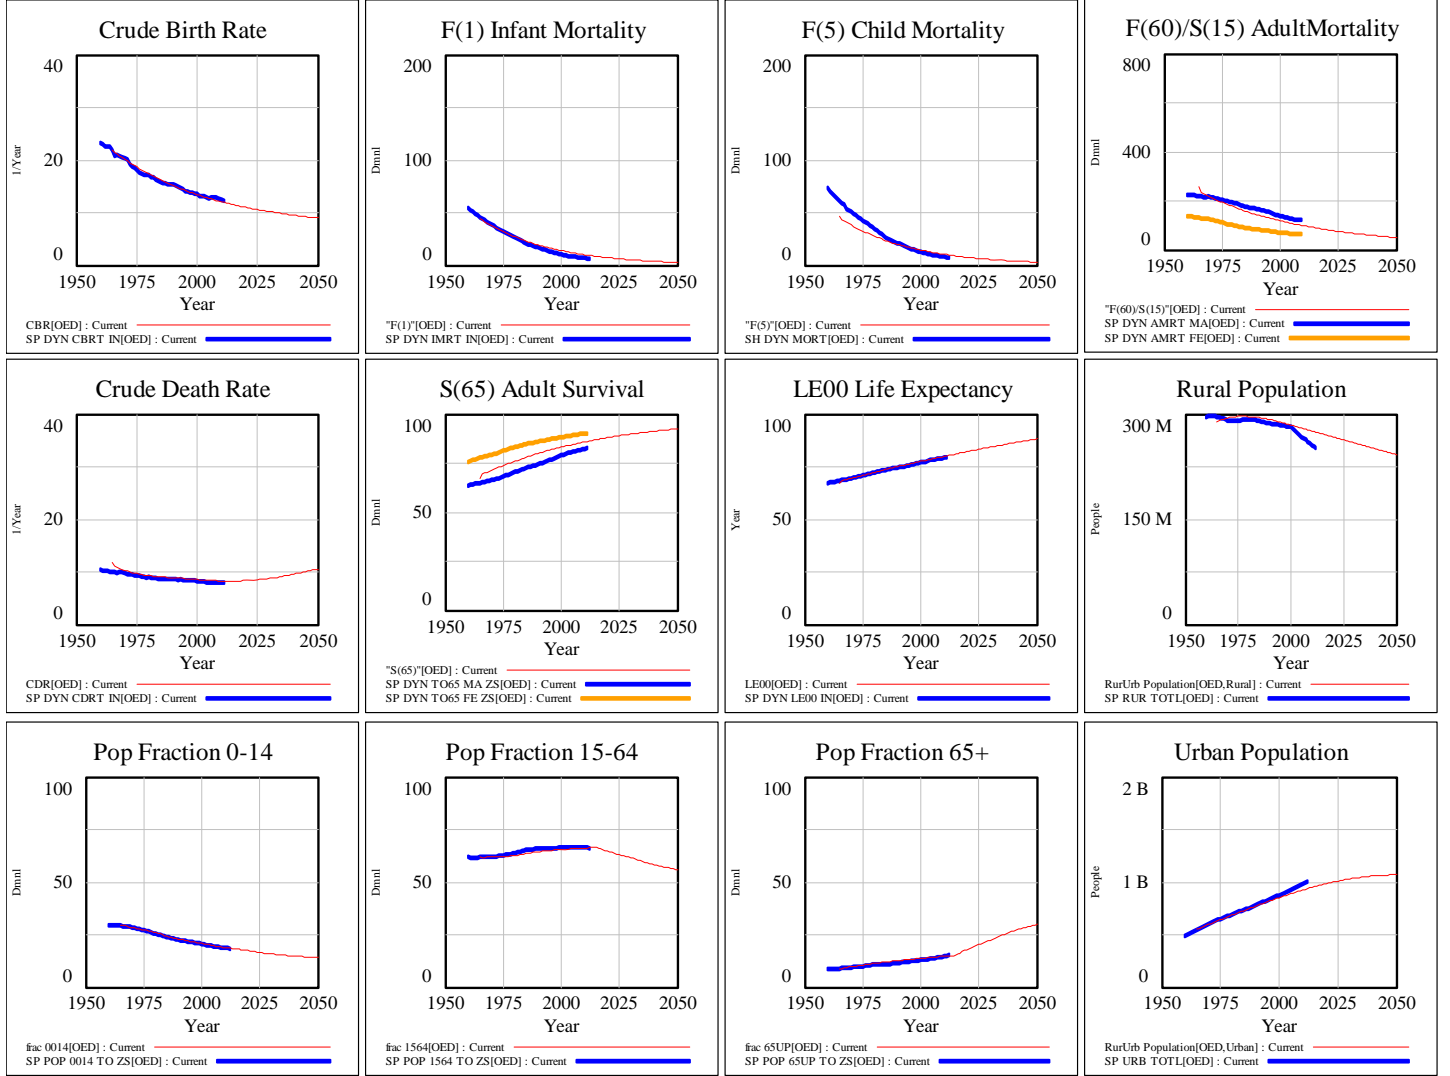 Crude Birth Rate
40
20
0
1/Year
1950 1975 2000 2025 2050
Year
CBR[OED] : Current
SP DYN CBRT IN[OED] : Current
F(1) Infant Mortality
200
100
0
Dmnl
1950 1975 2000 2025 2050
Year
"F(1)"[OED] : Current
SP DYN IMRT IN[OED] : Current
F(5) Child Mortality
200
100
0
Dmnl
1950 1975 2000 2025 2050
Year
"F(5)"[OED] : Current
SH DYN MORT[OED] : Current
F(60)/S(15) AdultMortality
800
400
0
Dmnl
1950 1975 2000 2025 2050
Year
"F(60)/S(15)"[OED] : Current
SP DYN AMRT MA[OED] : Current
SP DYN AMRT FE[OED] : Current
Crude Death Rate
40
20
0
1/Year
1950 1975 2000 2025 2050
Year
CDR[OED] : Current
SP DYN CDRT IN[OED] : Current
S(65) Adult Survival
100
50
0
Dmnl
1950 1975 2000 2025 2050
Year
"S(65)"[OED] : Current
SP DYN TO65 MA ZS[OED] : Current
SP DYN TO65 FE ZS[OED] : Current
LE00 Life Expectancy
100
50
0
Year
1950 1975 2000 2025 2050
Year
LE00[OED] : Current
SP DYN LE00 IN[OED] : Current
Rural Population
300 M
150 M
0
People
1950 1975 2000 2025 2050
Year
RurUrb Population[OED,Rural] : Current
SP RUR TOTL[OED] : Current
Pop Fraction 0-14
100
50
0
Dmnl
1950 1975 2000 2025 2050
Year
frac 0014[OED] : Current
SP POP 0014 TO ZS[OED] : Current
Pop Fraction 15-64
100
50
0
Dmnl
1950 1975 2000 2025 2050
Year
frac 1564[OED] : Current
SP POP 1564 TO ZS[OED] : Current
Pop Fraction 65+
100
50
0
Dmnl
1950 1975 2000 2025 2050
Year
frac 65UP[OED] : Current
SP POP 65UP TO ZS[OED] : Current
Urban Population
2 B
1 B
0
People
1950 1975 2000 2025 2050
Year
RurUrb Population[OED,Urban] : Current
SP URB TOTL[OED] : Current